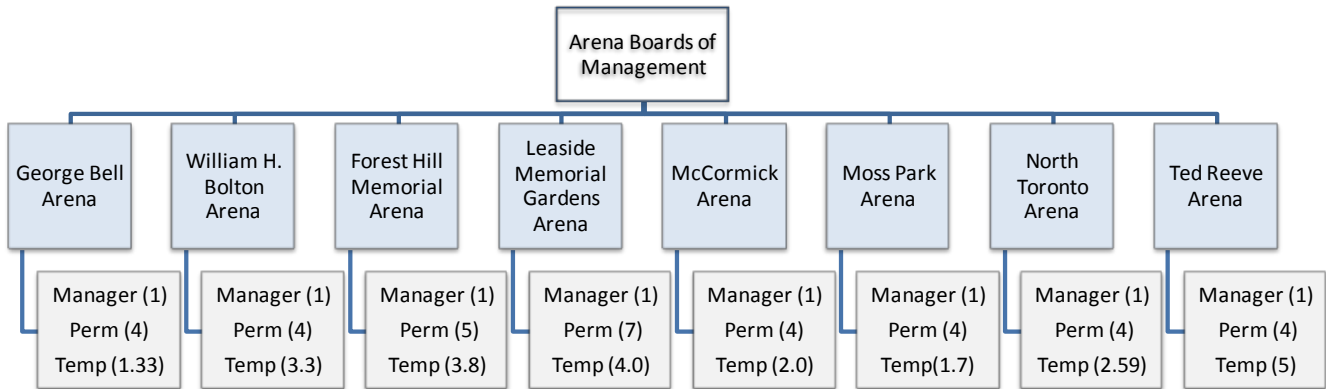 Arena Boards of
Management
George Bell
Arena
William H.
Bolton
Arena
Forest Hill
Memorial
Arena
Leaside
Memorial
Gardens
Arena
McCormick
Arena
Moss Park
Arena
North
Toronto
Arena
Ted Reeve
Arena
Manager (1)
Perm (4)
Temp (1.33)
Manager (1)
Perm (4)
Temp (3.3)
Manager (1)
Perm (5)
Temp (3.8)
Manager (1)
Perm (7)
Temp (4.0)
Manager (1)
Perm (4)
Temp (2.0)
Manager (1)
Perm (4)
Temp(1.7)
Manager (1)
Perm (4)
Temp (2.59)
Manager (1)
Perm (4)
Temp (5)